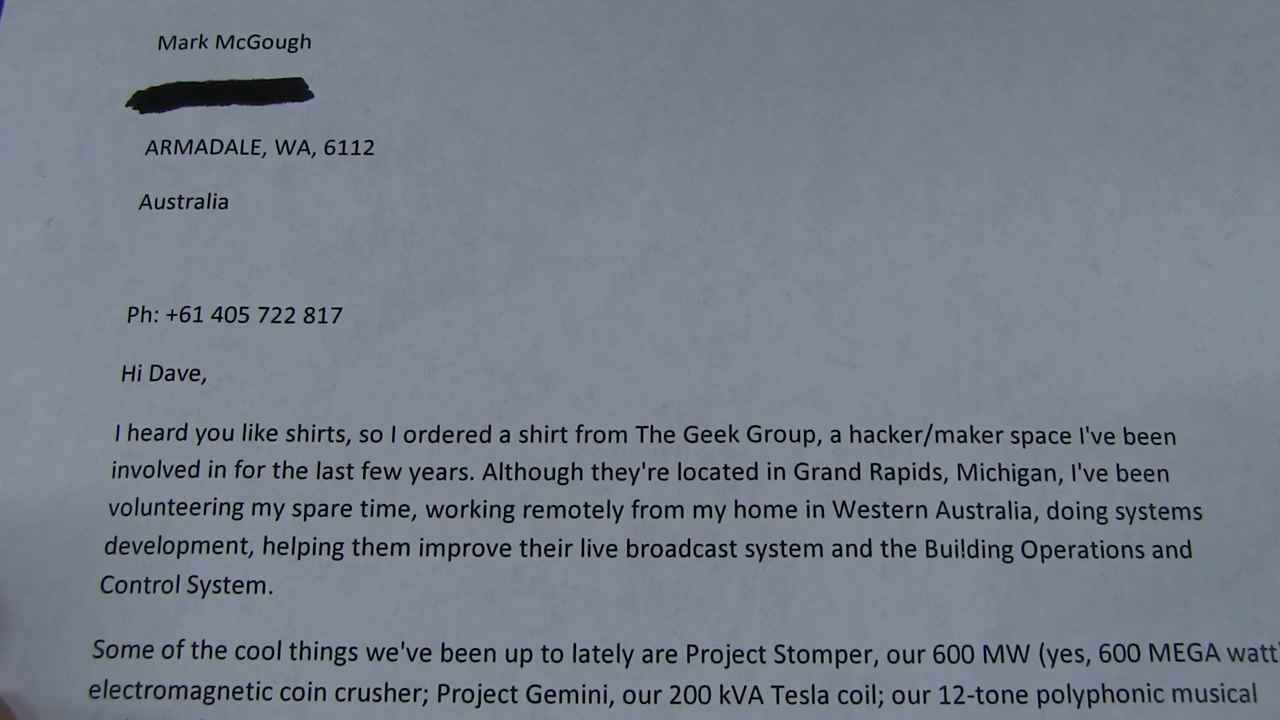 Mark McGough
ARMADALE, WA, 6112
Australia
Ph: +61 405 722 817
Hi Dave,
I heard you like shirts, so I ordered a shirt from The Geek Group, a hacker/maker space I've been
involved in for the last few years. Although they're located in Grand Rapids, Michigan, I've been
volunteering my spare time, working remotely from my home in Western Australia, doing systems
development, helping them improve their live broadcast system and the Building Operations and
Control System.
Some of the cool things we've been up to lately are Project Stomper, our 600 MW (yes, 600 MEGA watt)
electromagnetic coin crusher; Project Gemini, our 200 kVA Tesla coil; our 12-tone polyphonic musical